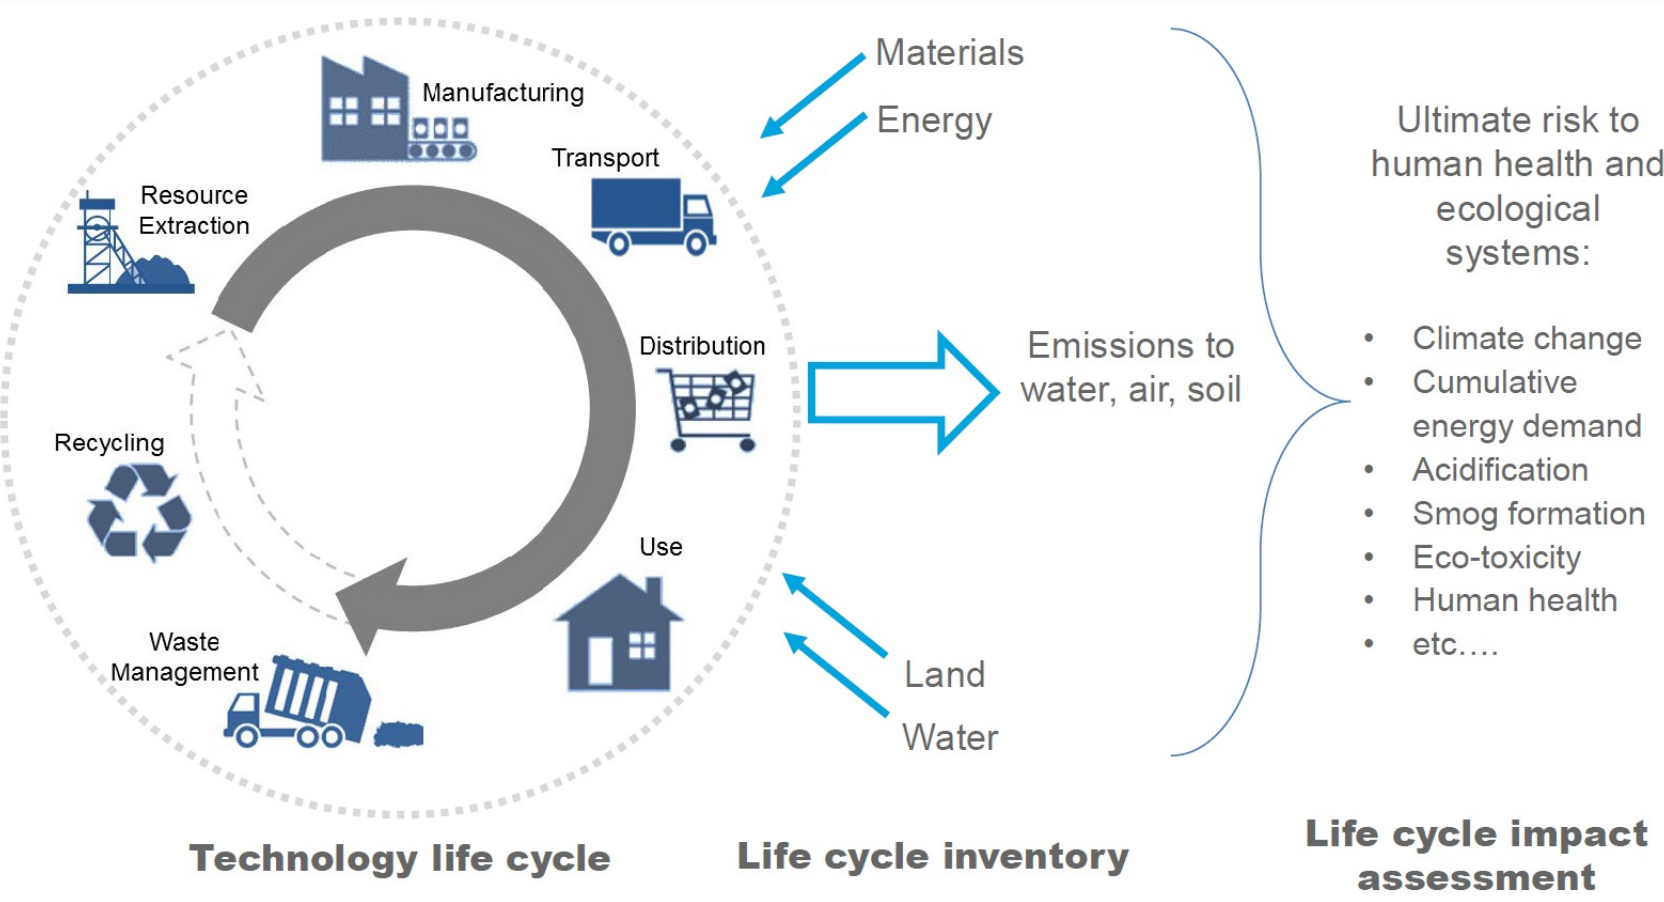 Manufacturing
Transport
Resource
Extraction
Distribution
Recycling
Use
Waste
Management
Technology life cycle
Materials
Energy
Emissions to
water, air, soil
Land
Water
Life cycle inventory
Ultimate risk to
human health and
ecological
systems:
• Climate change
• Cumulative
energy demand
• Acidification
• Smog formation
• Eco-toxicity
• Human health
• etc....
Life cycle impact
assessment